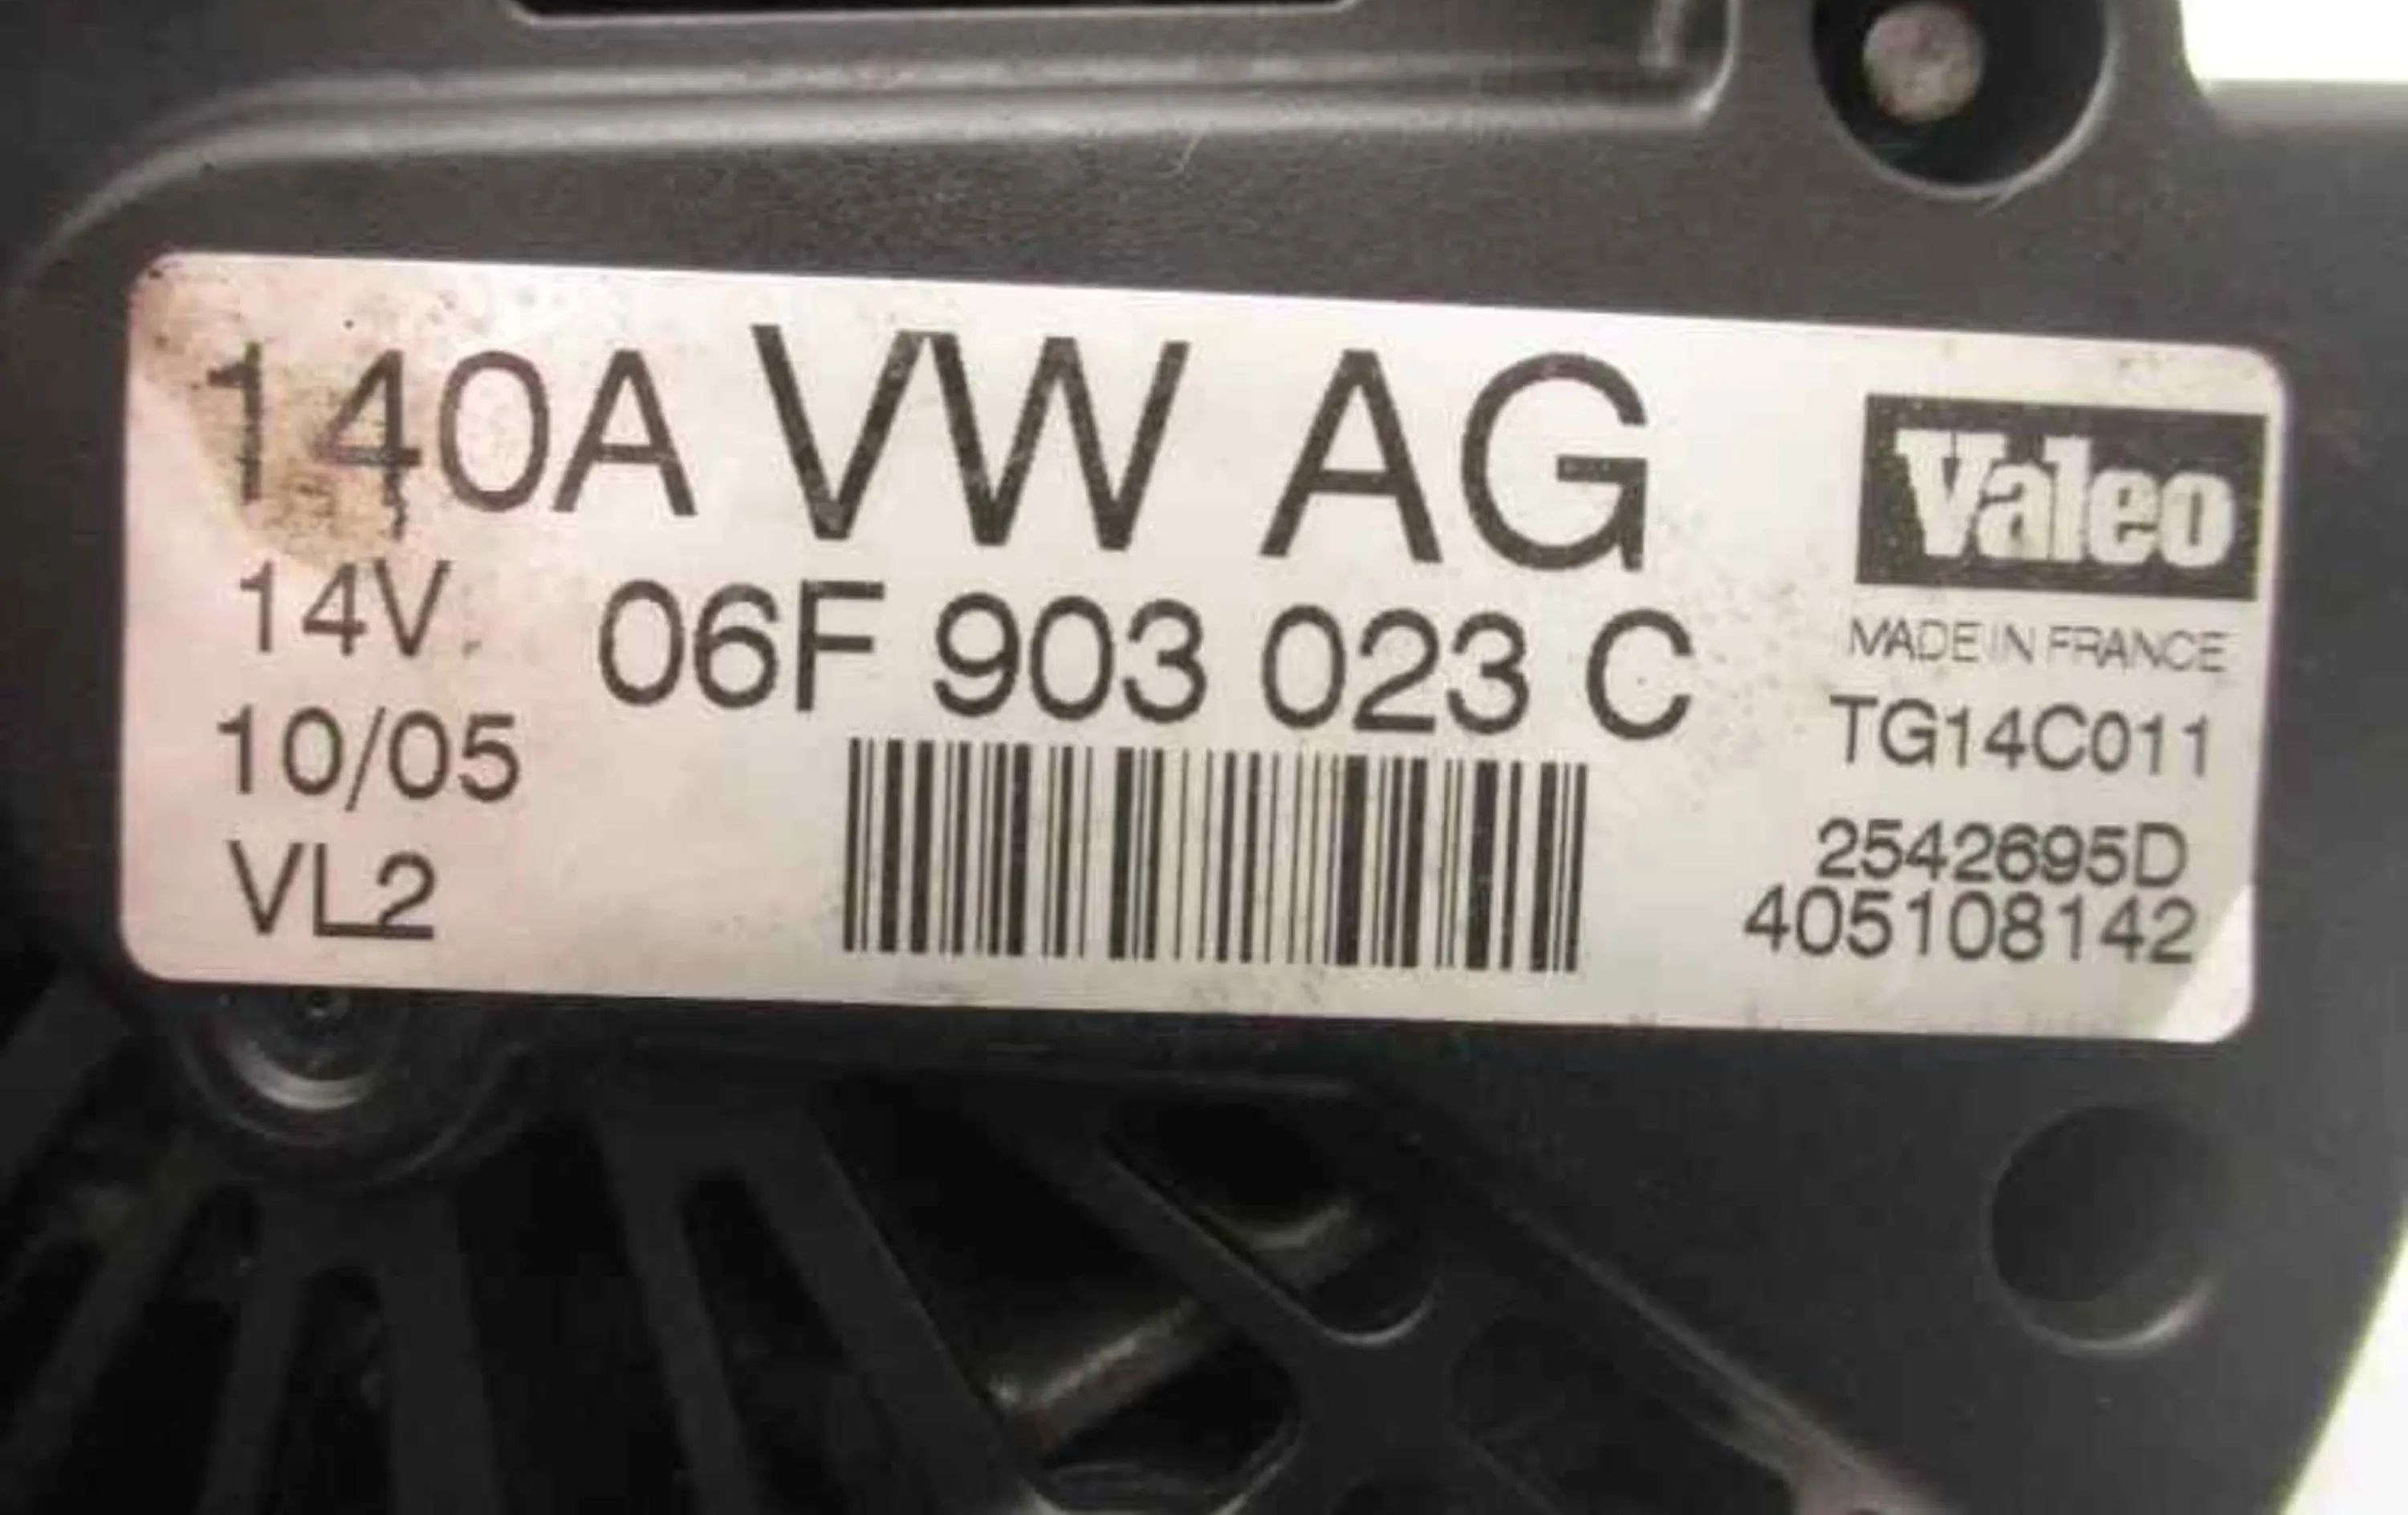 140A VW AG
14V
06F 903 023 C
10/05
VL2
Valeo
MADE IN FRANCE
TG14C011
2542695D
405108142